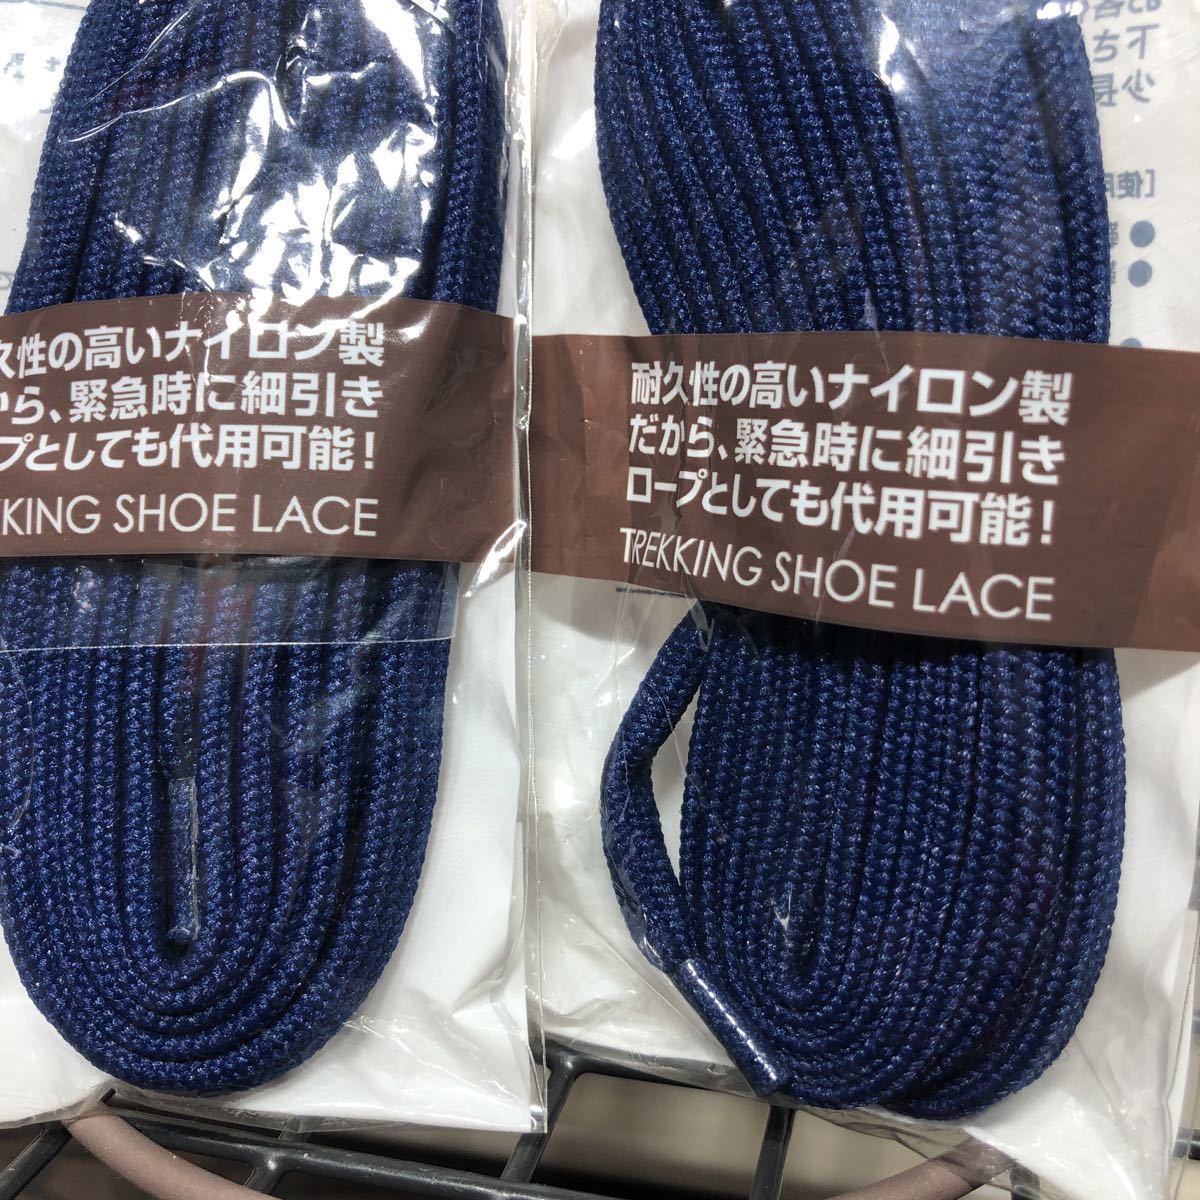 久性の高いナイロン製
から、緊急時に細引き
ープとしても代用可能！
KING SHOE LACE
耐久性の高いナイロン製
だから、緊急時に細引き
ロープとしても代用可能！
TREKKING SHOE LACE